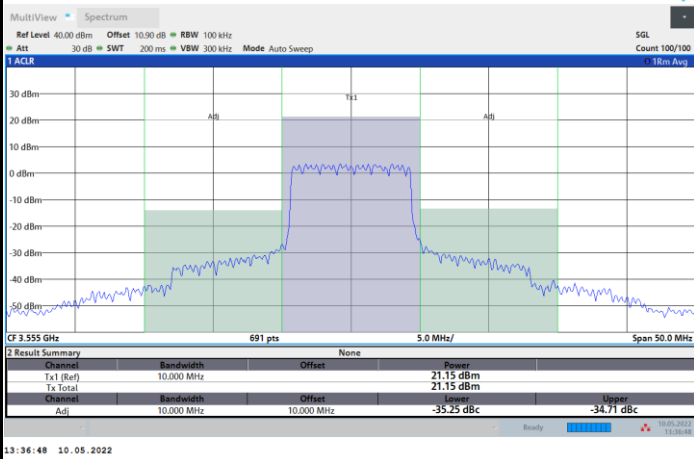 MultiView Spectrum
Ref Level 40.00 dBm Offset 10.90 dB RBW 100 kHz SGL
Att 30 dB SWT 200 ms VBW 300 kHz Mode Auto Sweep Count 100/100
1 ACLR 1Rm Avg
30 dBm
Tx1
20 dBm Adj Adj
10 dBm
0 dBm
-10 dBm
-20 dBm
-30 dBm
-40 dBm
-50 dBm
CF 3.555 GHz 691 pts 5.0 MHz/ Span 50.0 MHz
2 Result Summary None
Channel Bandwidth Offset Power
Tx1 (Ref) 10.000 MHz 21.15 dBm
Tx Total 21.15 dBm
Channel Bandwidth Offset Lower Upper
Adj 10.000 MHz 10.000 MHz -35.25 dBc -34.71 dBc
Ready 10.05.2022
13:36:48
13:36:48 10.05.2022